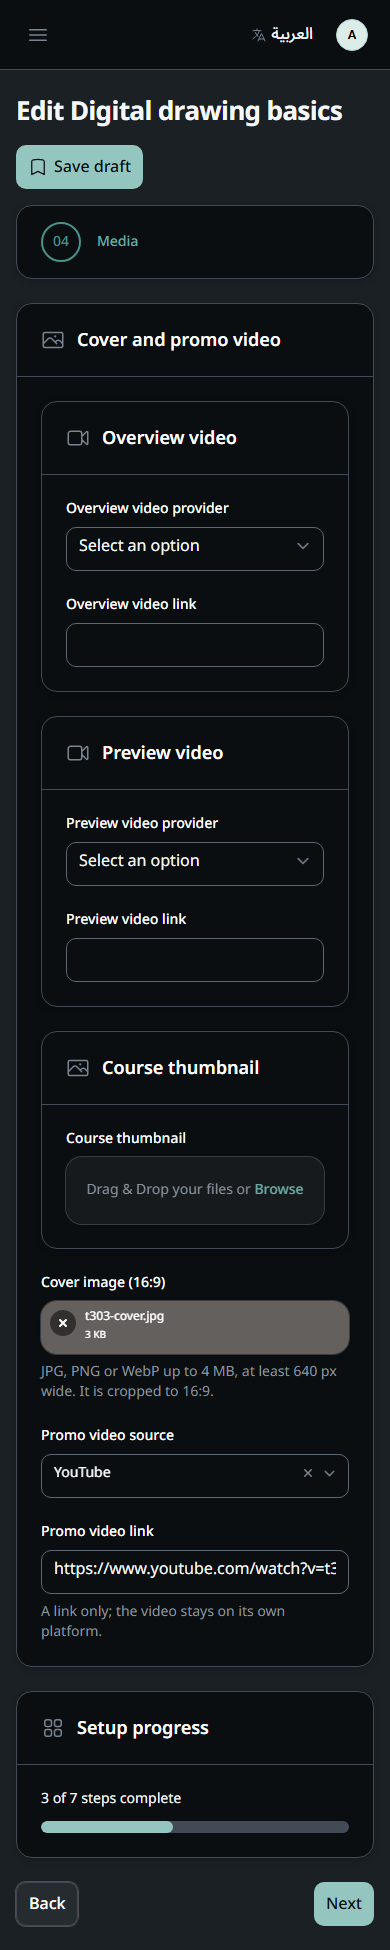 العربية
A
Edit Digital drawing basics
Save draft
04
Media
Cover and promo video
Overview video
Overview video provider
Select an option
Overview video link
Preview video
Preview video provider
Select an option
Preview video link
Course thumbnail
Course thumbnail
Drag & Drop your files or Browse
Cover image (16:9)
t303-cover.jpg
3 KB
JPG, PNG or WebP up to 4 MB, at least 640 px
wide. It is cropped to 16:9.
Promo video source
YouTube
Promo video link
https://www.youtube.com/watch?v=t3
A link only; the video stays on its own
platform.
Setup progress
3 of 7 steps complete
Back
Next